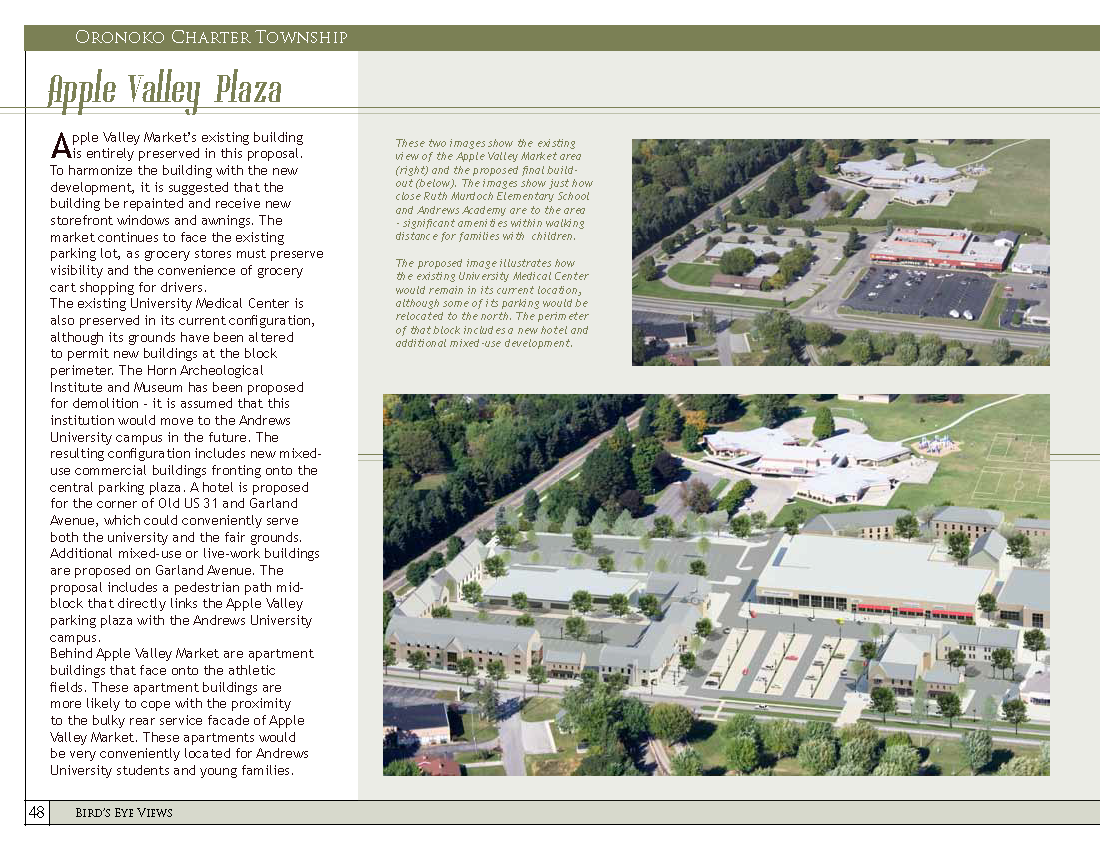 Oronoko Charter Township
Apple Valley Plaza
Apple Valley Market's existing building
is entirely preserved in this proposal.
To harmonize the building with the new
development, it is suggested that the
building be repainted and receive new
storefront windows and awnings. The
market continues to face the existing
parking lot, as grocery stores must preserve
visibility and the convenience of grocery
cart shopping for drivers.
The existing University Medical Center is
also preserved in its current configuration,
although its grounds have been altered
to permit new buildings at the block
perimeter. The Horn Archeological
Institute and Museum has been proposed
for demolition - it is assumed that this
institution would move to the Andrews
University campus in the future. The
resulting configuration includes new mixed-
use commercial buildings fronting onto the
central parking plaza. A hotel is proposed
for the corner of Old US 31 and Garland
Avenue, which could conveniently serve
both the university and the fair grounds.
Additional mixed-use or live-work buildings
are proposed on Garland Avenue. The
proposal includes a pedestrian path mid-
block that directly links the Apple Valley
parking plaza with the Andrews University
campus.
Behind Apple Valley Market are apartment
buildings that face onto the athletic
fields. These apartment buildings are
more likely to cope with the proximity
to the bulky rear service facade of Apple
Valley Market. These apartments would
be very conveniently located for Andrews
University students and young families.
These two images show the existing
view of the Apple Valley Market area
(right) and the proposed final build-
out (below). The images show just how
close Ruth Murdoch Elementary School
and Andrews Academy are to the area
- significant amenities within walking
distance for families with children.
The proposed image illustrates how
the existing University Medical Center
would remain in its current location,
although some of its parking would be
relocated to the north. The perimeter
of that block includes a new hotel and
additional mixed-use development.
48
Bird's Eye Views